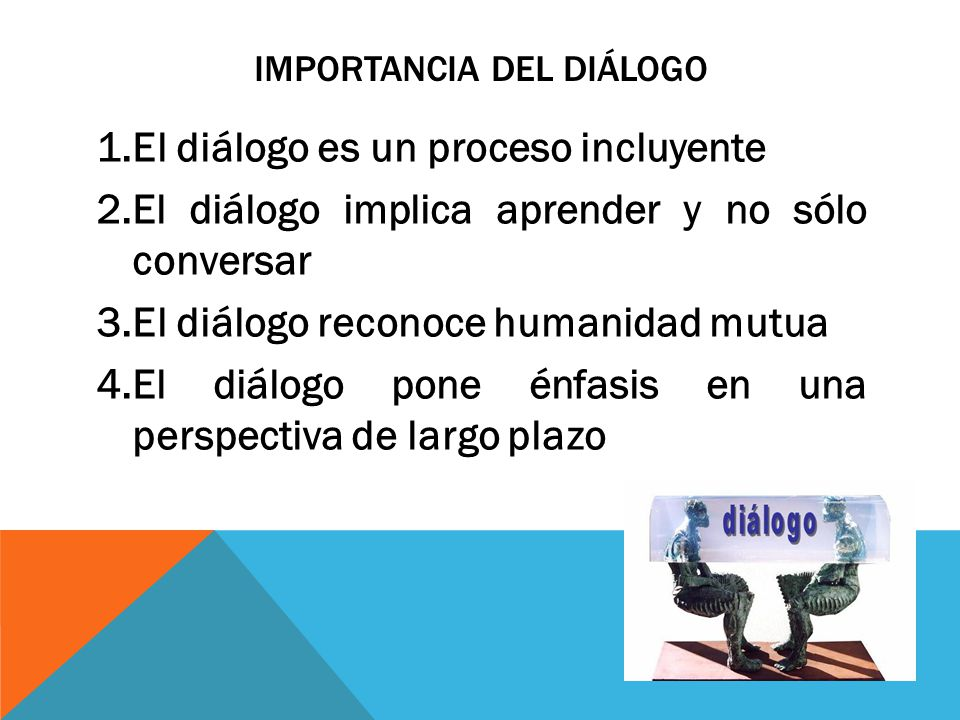 IMPORTANCIA DEL DIÁLOGO
1.El diálogo es un proceso incluyente
2.El diálogo implica aprender y no sólo
conversar
3.El diálogo reconoce humanidad mutua
4.El diálogo pone énfasis en una
perspectiva de largo plazo
diálogo